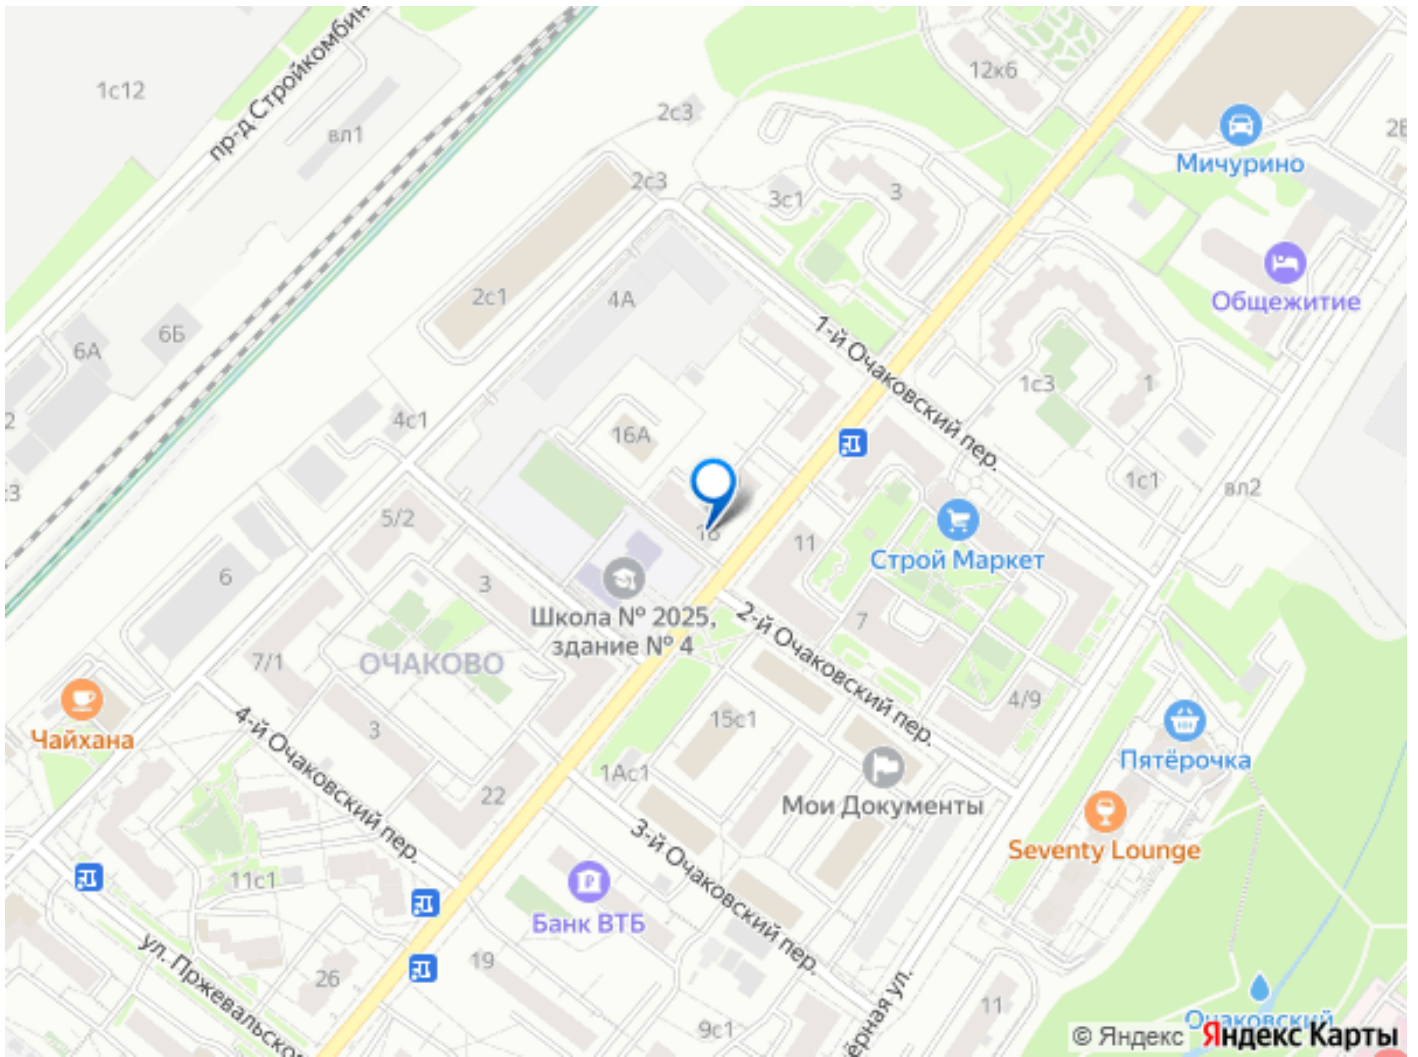 пр-д Стройкомбин
1с12
вл1
12к6
2с3
Мичурино
2с3
3с1
3
Общежитие
2с1
4А
6Б
6А
1-й Очаковский пер.
1с3
1
4с1
16А
1с1
вл2
5/2
11
Строй Маркет
6
3
Школа № 2025,
здание № 4
2-й Очаковский пер.
7
7/1
ОЧАКОВО
4/9
Чайхана
4-й Очаковский пер.
3
15с1
Пятёрочка
1Ас1
22
Мои Документы
3-й Очаковский пер.
Seventy Lounge
11с1
Банк ВТБ
ул. Пржевальско
26
19
9с1
11
ёрная ул.
Очаковский
© Яндекс Яндекс Карты